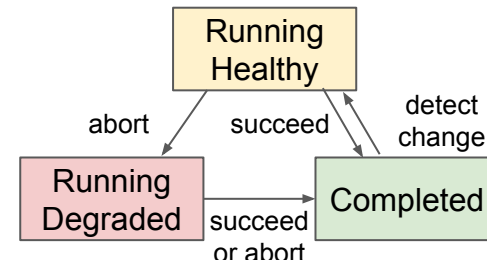 Running
Healthy
abort
succeed
detect
change
Running
Degraded
succeed
or abort
Completed